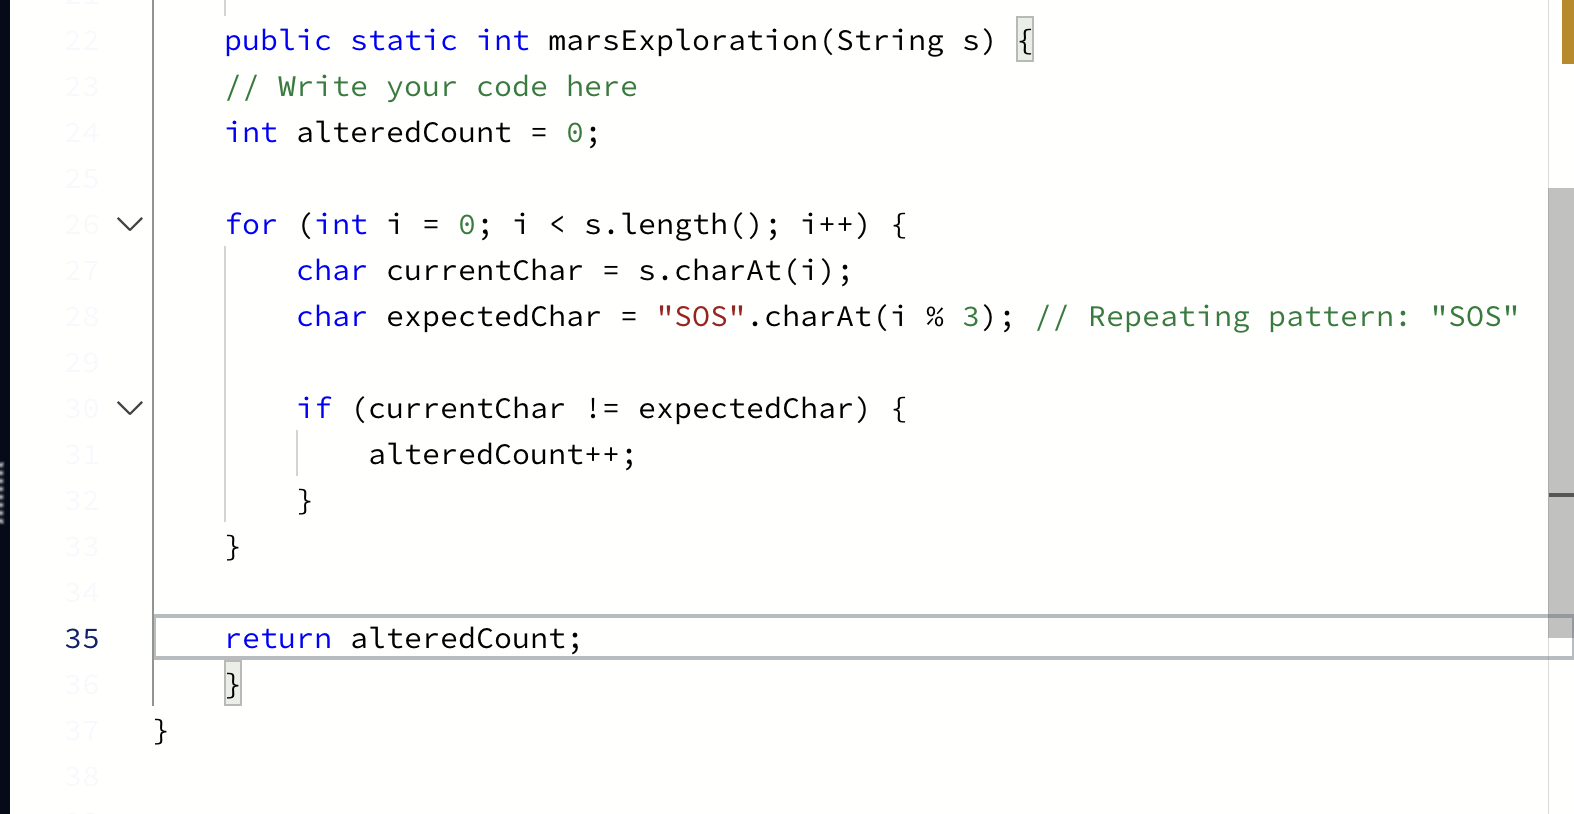 21
22 public static int marsExploration(String s) {
23 // Write your code here
24 int alteredCount = 0;
25
26 for (int i = 0; i < s.length(); i++) {
27 char currentChar = s.charAt(i);
28 char expectedChar = "SOS".charAt(i % 3); // Repeating pattern: "SOS"
29
30 if (currentChar != expectedChar) {
31 alteredCount++;
32 }
33 }
34
35 return alteredCount;
36 }
37 }
38